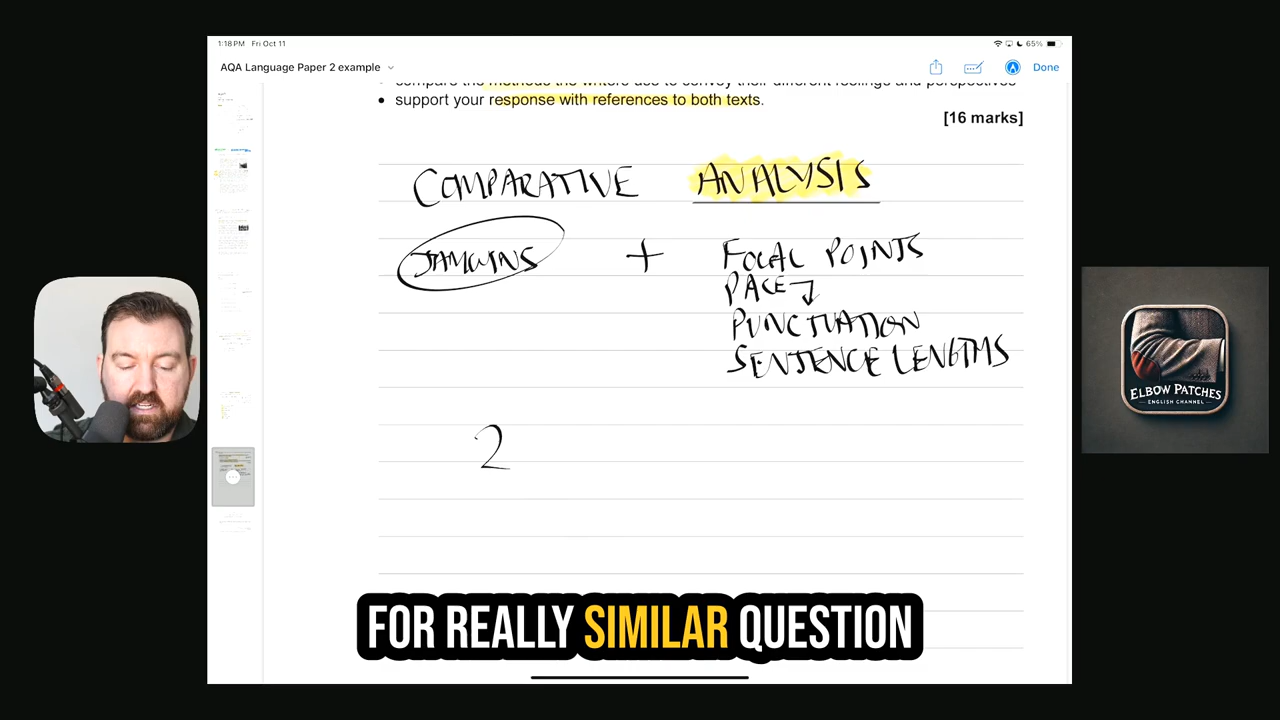 1:18 PM Fri Oct 11
65%
AQA Language Paper 2 example
Done
compare the methods the writers use to convey their different feelings and perspectives
support your response with references to both texts.
[16 marks]
COMPARATIVE ANALYSIS
+ FOCAL POINTS
PACE
PUNCTUATION
SENTENCE LENGTHS
2
ELBOW PATCHES
ENGLISH CHANNEL
FOR REALLY SIMILAR QUESTION